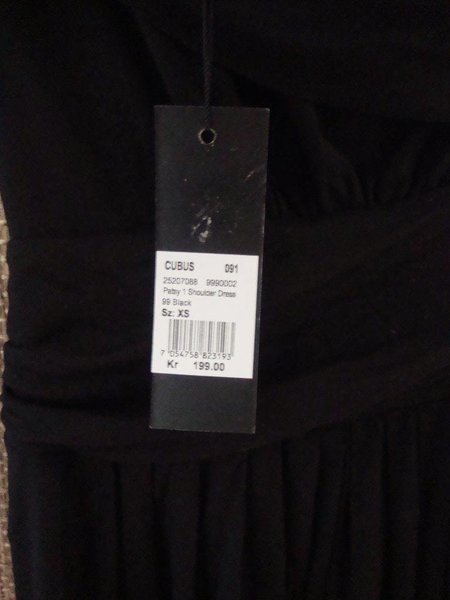 CUBUS 091
25207088 9990002
Patsy 1 Shoulder Dress
99 Black
Sz: XS
7 054758 823193
Kr 199.00